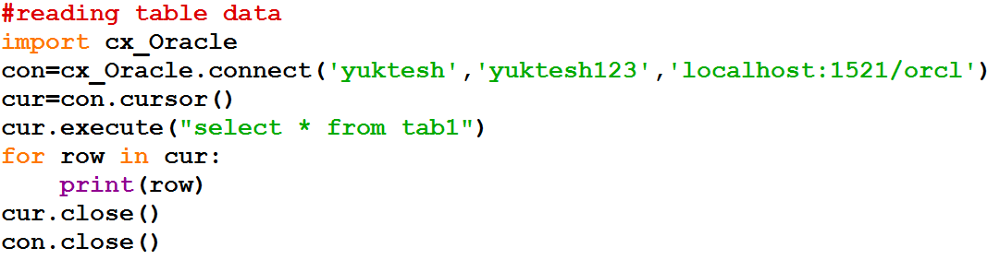 #reading table data
import cx_Oracle
con=cx_Oracle.connect('yuktesh','yuktesh123','localhost:1521/orcl')
cur=con.cursor()
cur.execute("select * from tab1")
for row in cur:
    print(row)
cur.close()
con.close()